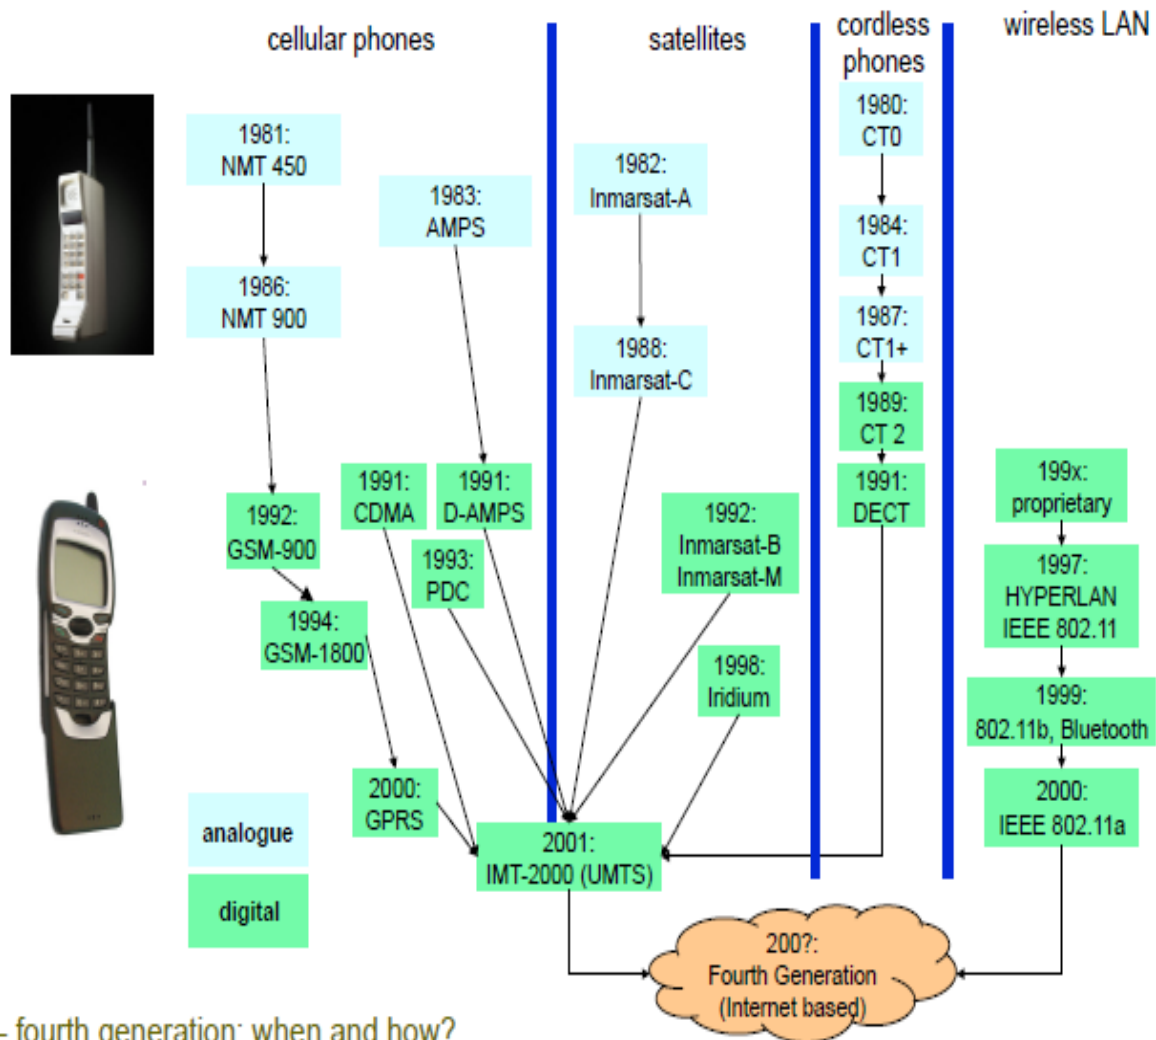 cellular phones
satellites
cordless
phones
wireless LAN
1981:
NMT 450
1986:
NMT 900
1983:
AMPS
1992:
GSM-900
1994:
GSM-1800
2000:
GPRS
1991:
CDMA
1991:
D-AMPS
1993:
PDC
1982:
Inmarsat-A
1988:
Inmarsat-C
1992:
Inmarsat-B
Inmarsat-M
1998:
Iridium
1980:
CT0
1984:
CT1
1987:
CT1+
1989:
CT 2
1991:
DECT
199x:
proprietary
1997:
HYPERLAN
IEEE 802.11
1999:
802.11b, Bluetooth
2000:
IEEE 802.11a
2001:
IMT-2000 (UMTS)
analogue
digital
200?:
Fourth Generation
(Internet based)
- fourth generation: when and how?